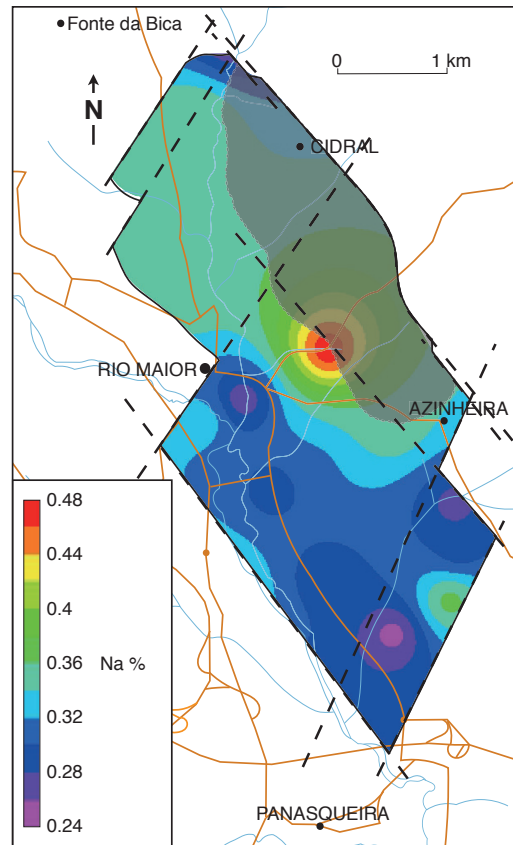 Fonte da Bica
0 1 km
N
CIDRAL
RIO MAIOR
AZINHEIRA
0.48
0.44
0.4
0.36
Na %
0.32
0.28
0.24
PANASQUEIRA